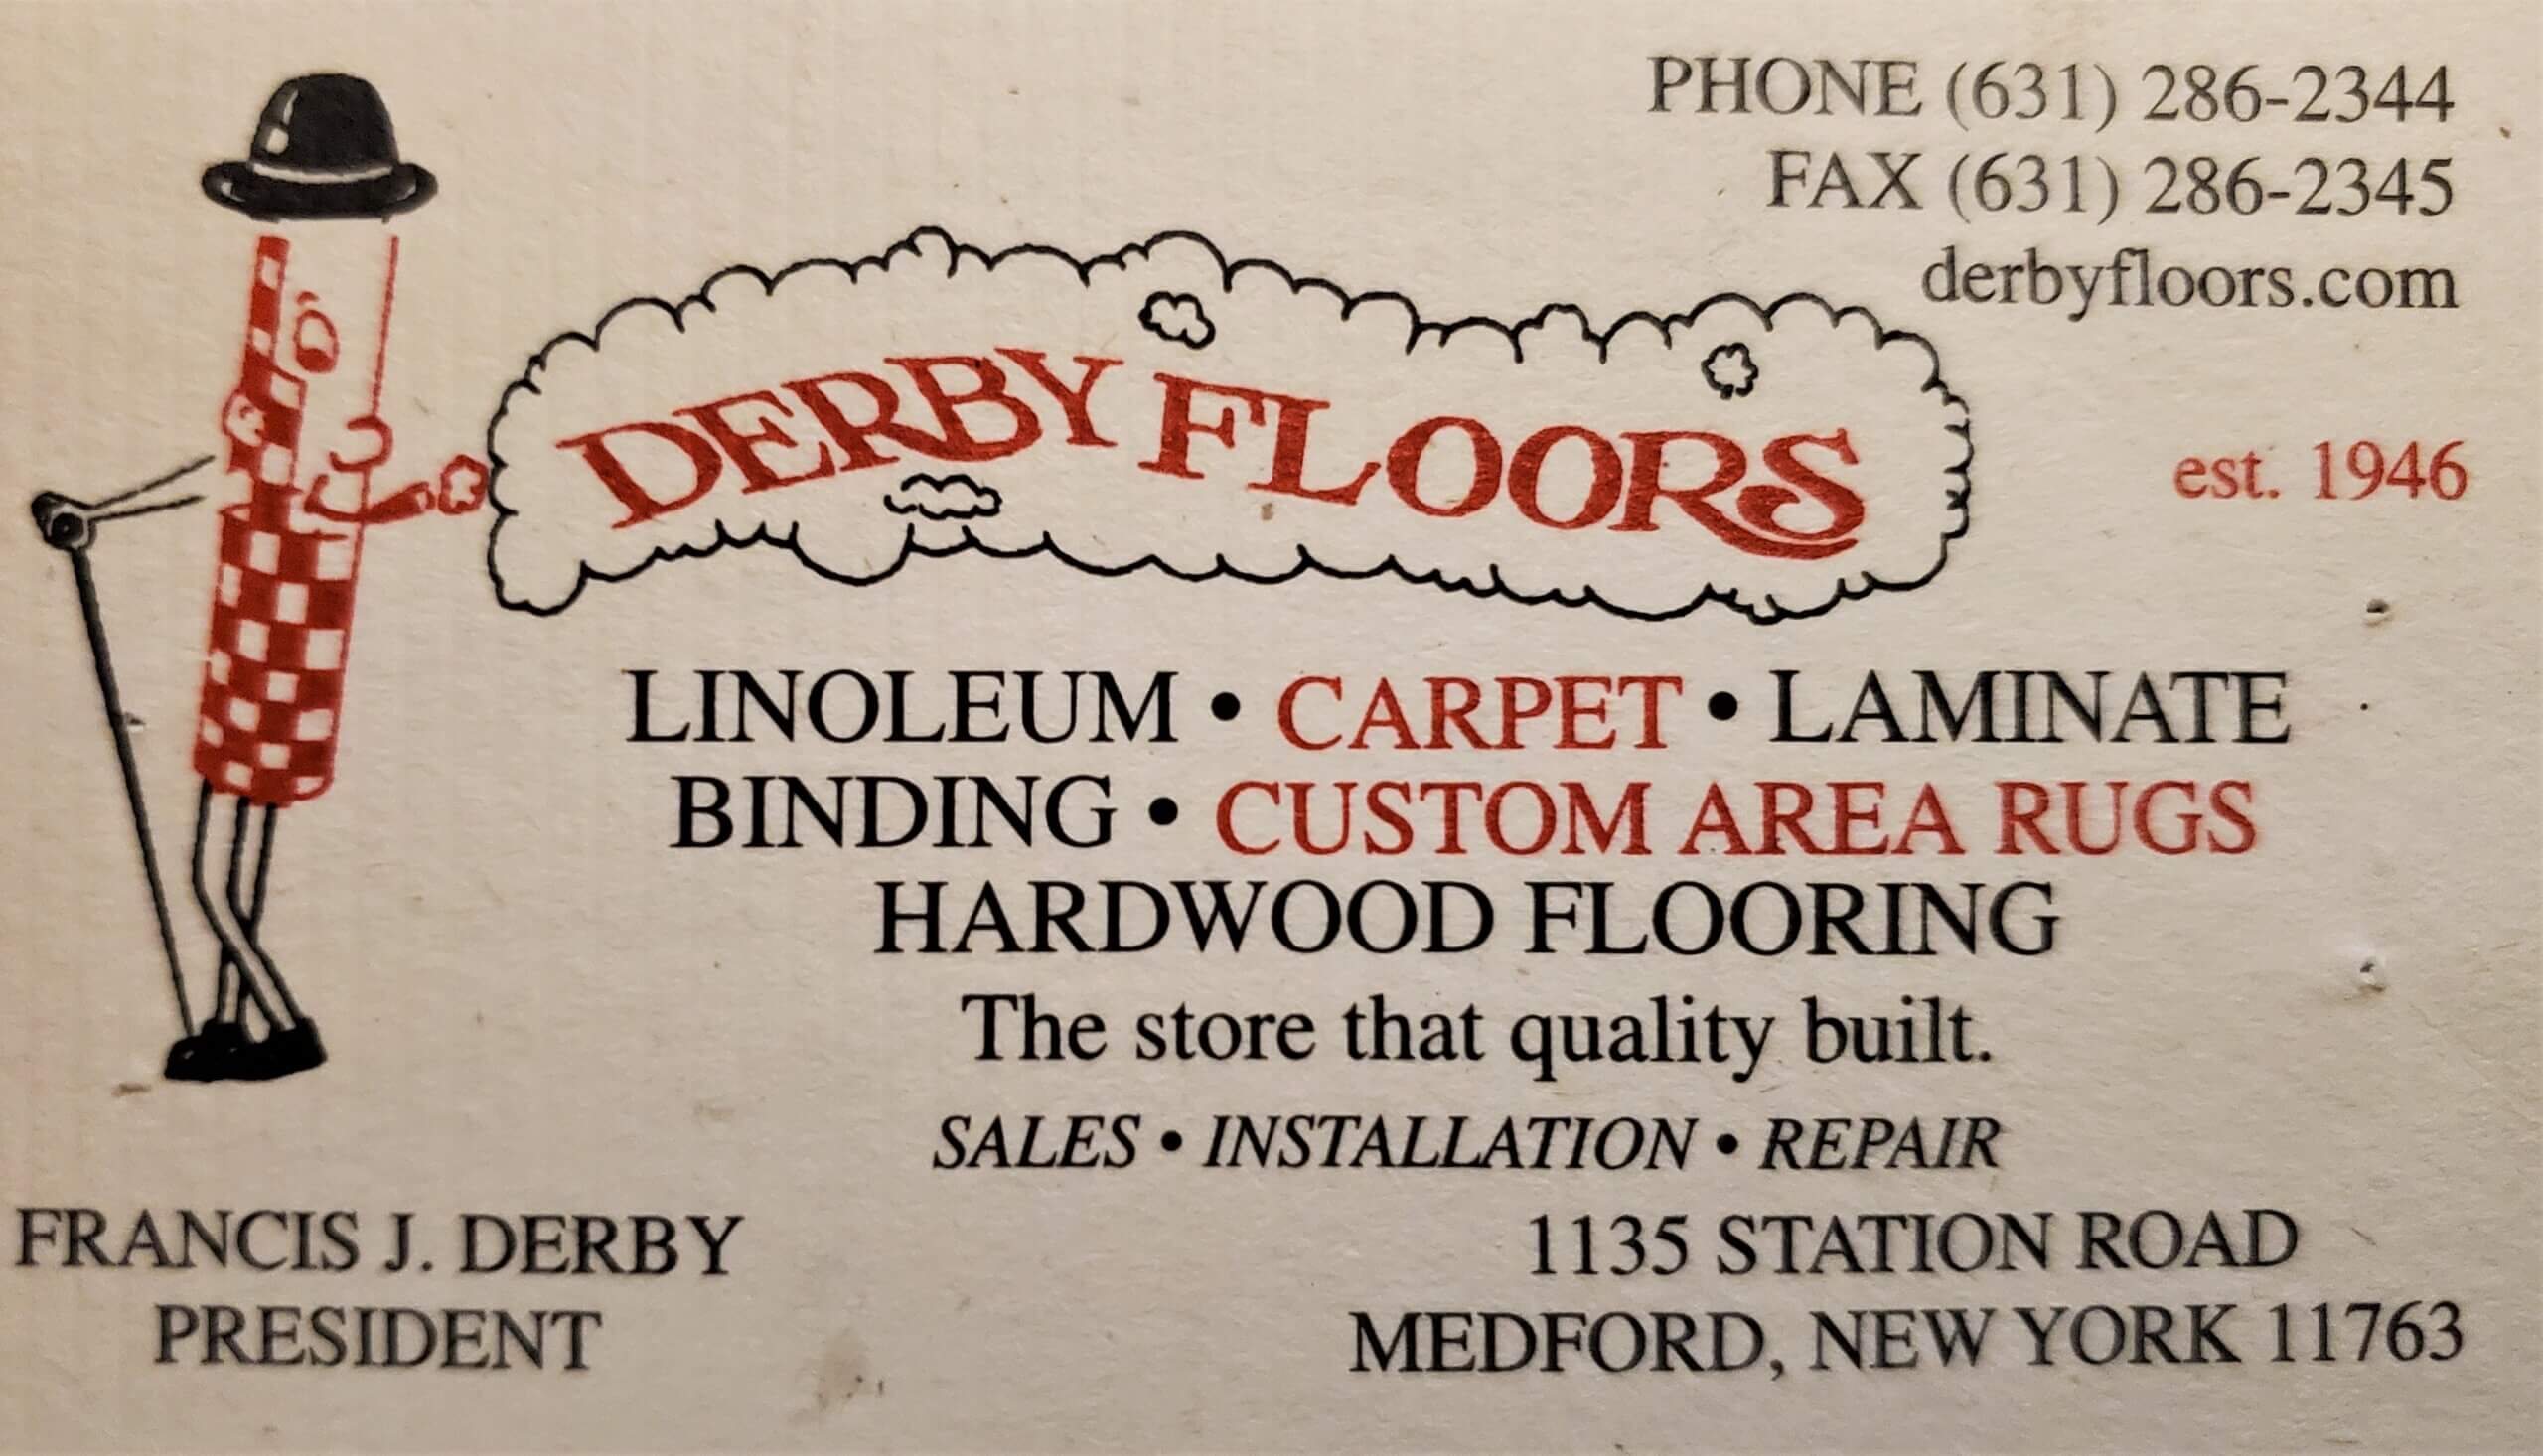 PHONE (631) 286-2344
FAX (631) 286-2345
derbyfloors.com
DERBY FLOORS
est. 1946
LINOLEUM • CARPET • LAMINATE
BINDING • CUSTOM AREA RUGS
HARDWOOD FLOORING
The store that quality built.
SALES • INSTALLATION • REPAIR
FRANCIS J. DERBY
PRESIDENT
1135 STATION ROAD
MEDFORD, NEW YORK 11763